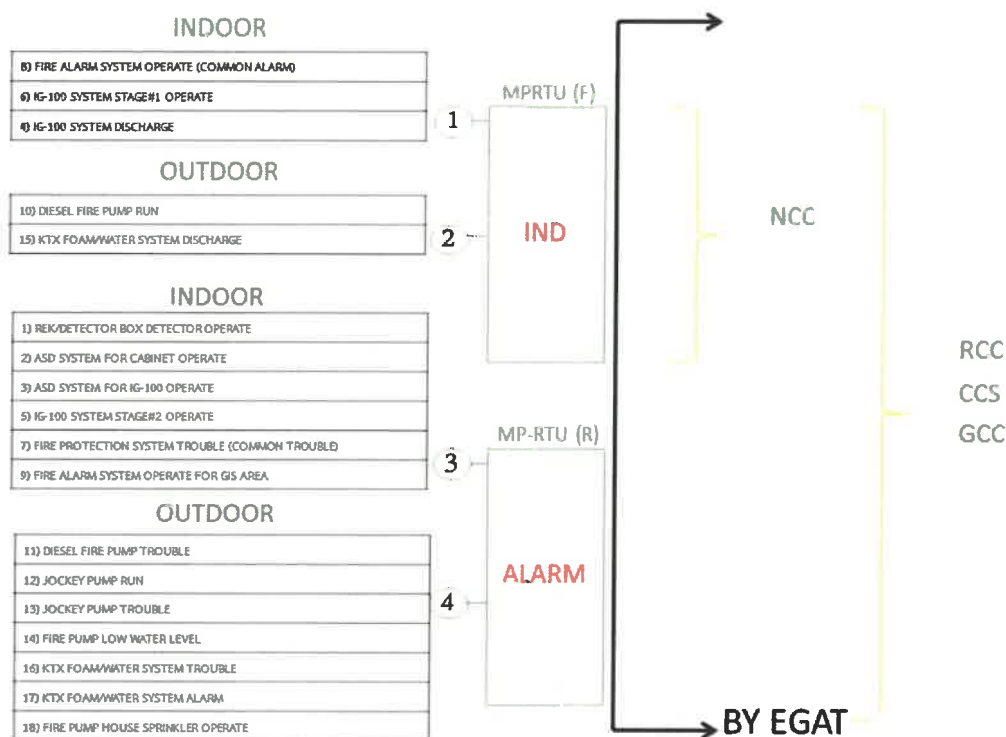 INDOOR
8) FIRE ALARM SYSTEM OPERATE (COMMON ALARM)
6) IG-100 SYSTEM STAGE#1 OPERATE
4) IG-100 SYSTEM DISCHARGE
1
OUTDOOR
10) DIESEL FIRE PUMP RUN
15) KTX FOAM/WATER SYSTEM DISCHARGE
2
INDOOR
1) REK/DETECTOR BOX DETECTOR OPERATE
2) ASD SYSTEM FOR CABINET OPERATE
3) ASD SYSTEM FOR IG-100 OPERATE
5) IG-100 SYSTEM STAGE#2 OPERATE
7) FIRE PROTECTION SYSTEM TROUBLE (COMMON TROUBLE)
9) FIRE ALARM SYSTEM OPERATE FOR GIS AREA
3
OUTDOOR
11) DIESEL FIRE PUMP TROUBLE
12) JOCKEY PUMP RUN
13) JOCKEY PUMP TROUBLE
14) FIRE PUMP LOW WATER LEVEL
16) KTX FOAM/WATER SYSTEM TROUBLE
17) KTX FOAM/WATER SYSTEM ALARM
18) FIRE PUMP HOUSE SPRINKLER OPERATE
4
MPRTU (F)
IND
MP-RTU (R)
ALARM
NCC
RCC
CCS
GCC
BY EGAT